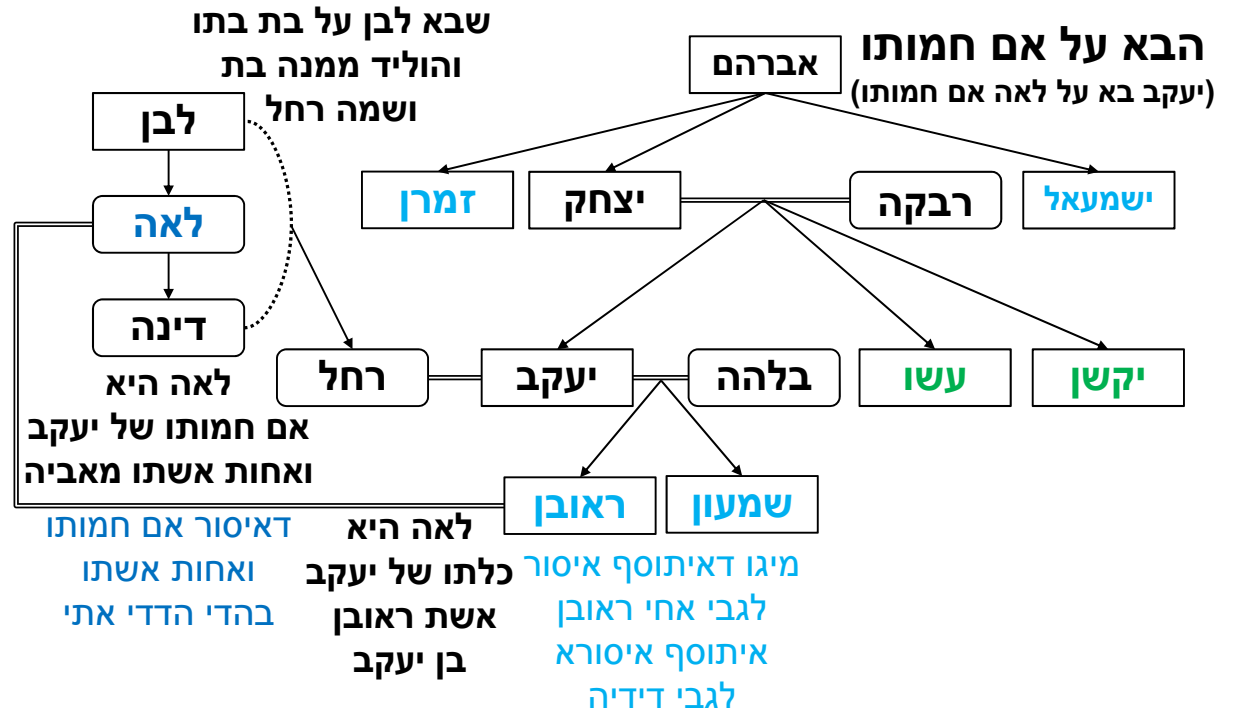 הבא על אם חמותו
(יעקב בא על לאה אם חמותו)
אברהם
שבא לבן על בת בתו
והוליד ממנה בת
ושמה רחל
לבן
ישמעאל
רבקה
יצחק
זמרן
לאה
דינה
יקשן
עשו
בלהה
יעקב
רחל
לאה היא
אם חמותו של יעקב
ואחות אשתו מאביה
שמעון
ראובן
דאיסור אם חמותו
ואחות אשתו
בהדי הדדי אתי
לאה היא
כלתו של יעקב
אשת ראובן
בן יעקב
מיגו דאיתוסף איסור
לגבי אחי ראובן
איתוסף איסורא
לגבי דידיה